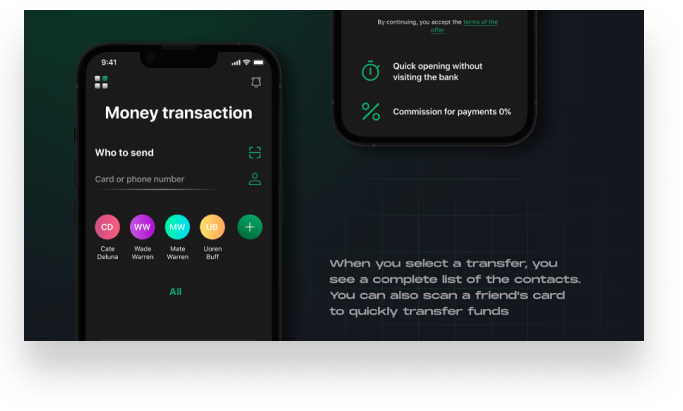 9:41
Money transaction
Who to send
Card or phone number
CD WW MW UB
Cate Wade Mate Uoren
Deluna Warren Warren Buff
All
By continuing, you accept the terms of the
offer
Quick opening without
visiting the bank
Commission for payments 0%
When you select a transfer, you
see a complete list of the contacts.
You can also scan a friend's card
to quickly transfer funds